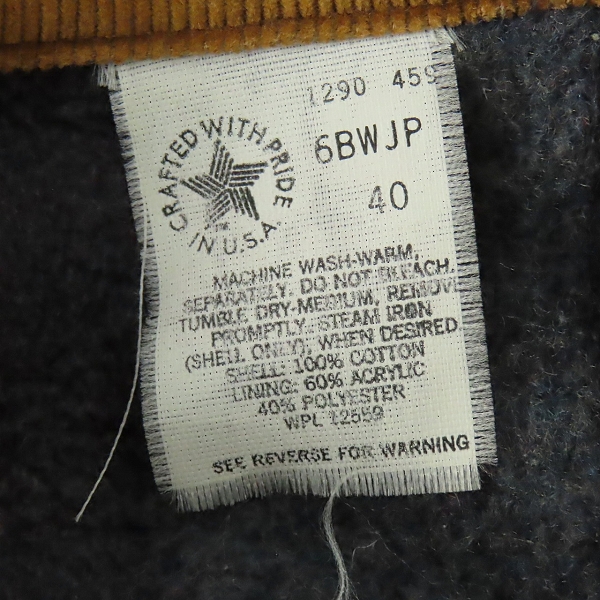 1290 459
6BWJP
40
CRAFTED WITH PRIDE
IN U.S.A.
MACHINE WASH-WARM,
SEPARATELY. DO NOT BLEACH.
TUMBLE DRY-MEDIUM, REMOVE
PROMPTLY. STEAM IRON
(SHELL ONLY) WHEN DESIRED
SHELL: 100% COTTON
LINING: 60% ACRYLIC
40% POLYESTER
WPL 12559
SEE REVERSE FOR WARNING